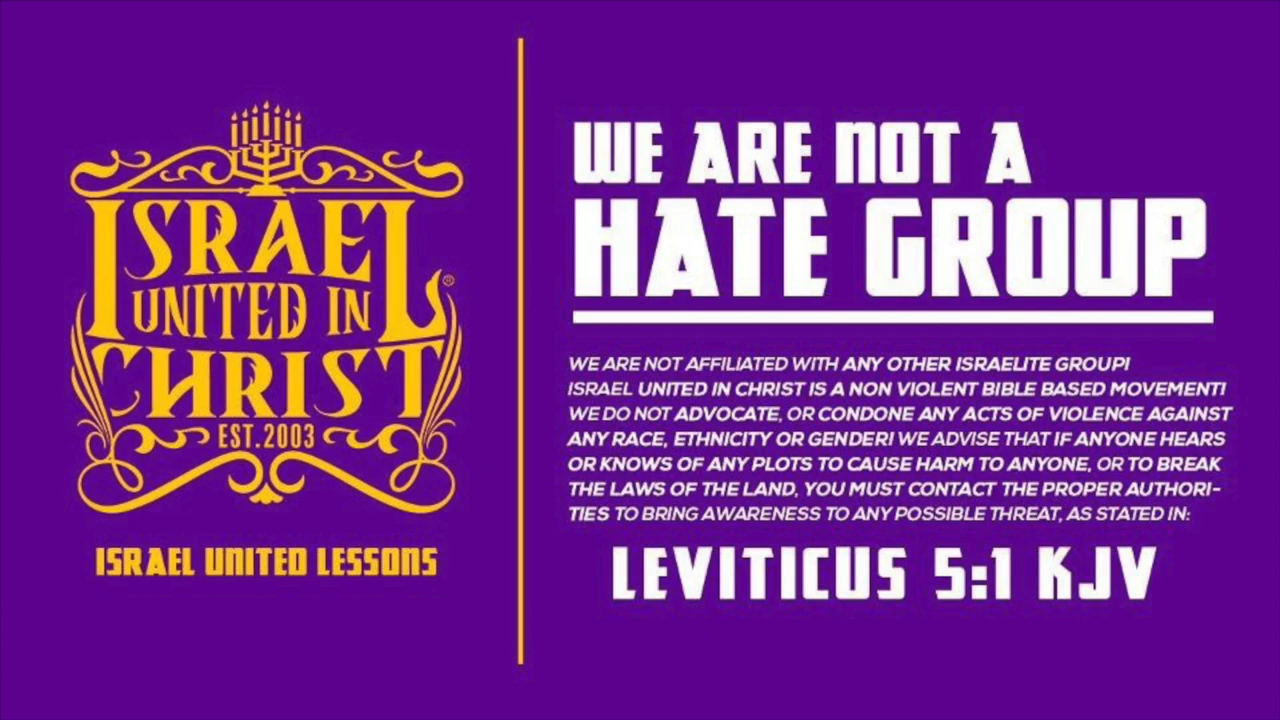 ISRAEL
UNITED IN
CHRIST
EST.2003
ISRAEL UNITED LESSONS
WE ARE NOT A
HATE GROUP
WE ARE NOT AFFILIATED WITH ANY OTHER ISRAELITE GROUP!
ISRAEL UNITED IN CHRIST IS A NON VIOLENT BIBLE BASED MOVEMENT!
WE DO NOT ADVOCATE, OR CONDONE ANY ACTS OF VIOLENCE AGAINST
ANY RACE, ETHNICITY OR GENDER! WE ADVISE THAT IF ANYONE HEARS
OR KNOWS OF ANY PLOTS TO CAUSE HARM TO ANYONE, OR TO BREAK
THE LAWS OF THE LAND, YOU MUST CONTACT THE PROPER AUTHORI-
TIES TO BRING AWARENESS TO ANY POSSIBLE THREAT, AS STATED IN:
LEVITICUS 5:1 KJV